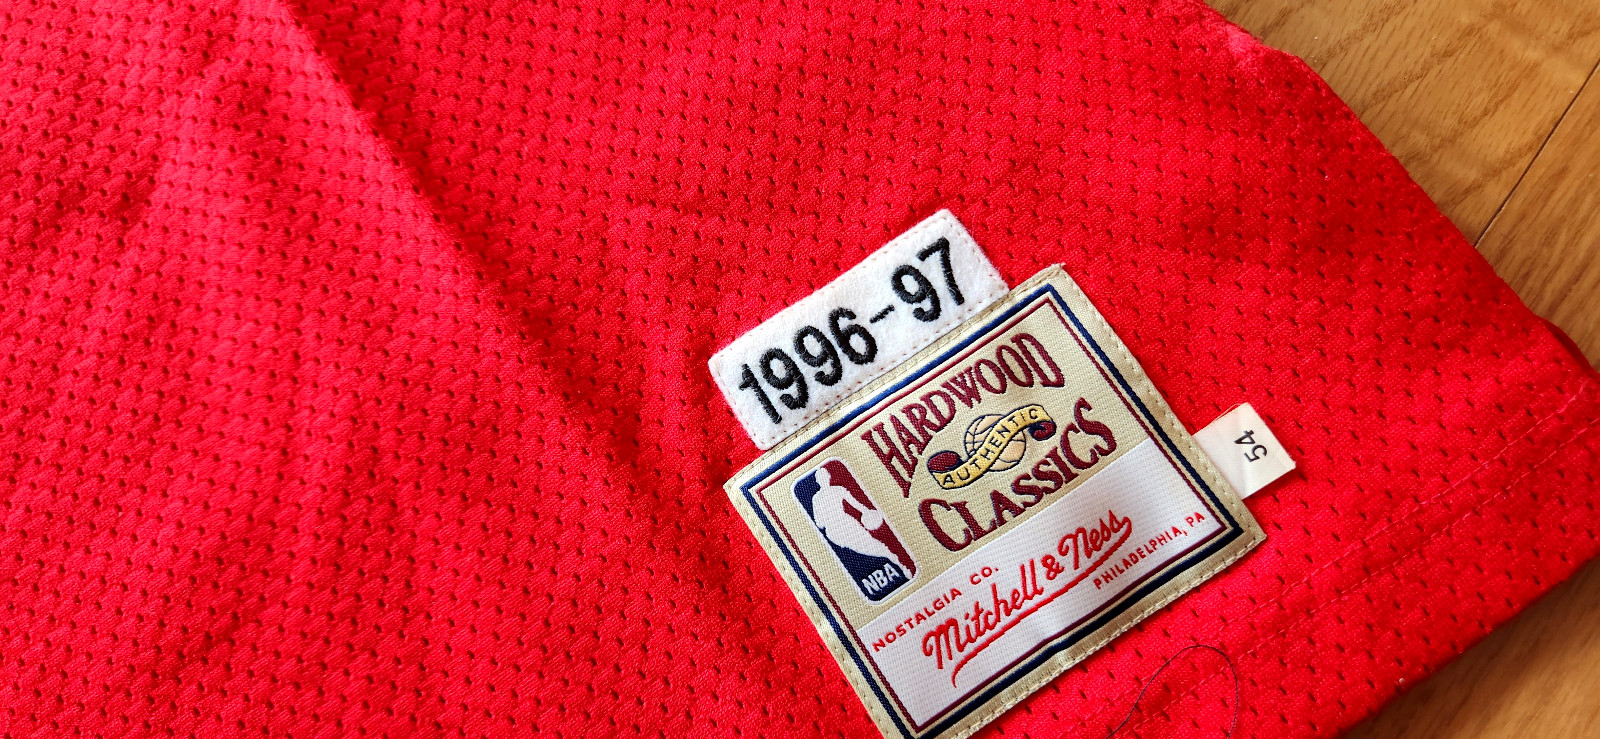 1996-97
HARDWOOD
AUTHENTIC
CLASSICS
NBA
NOSTALGIA CO.
Mitchell & Ness
PHILADELPHIA, PA
54